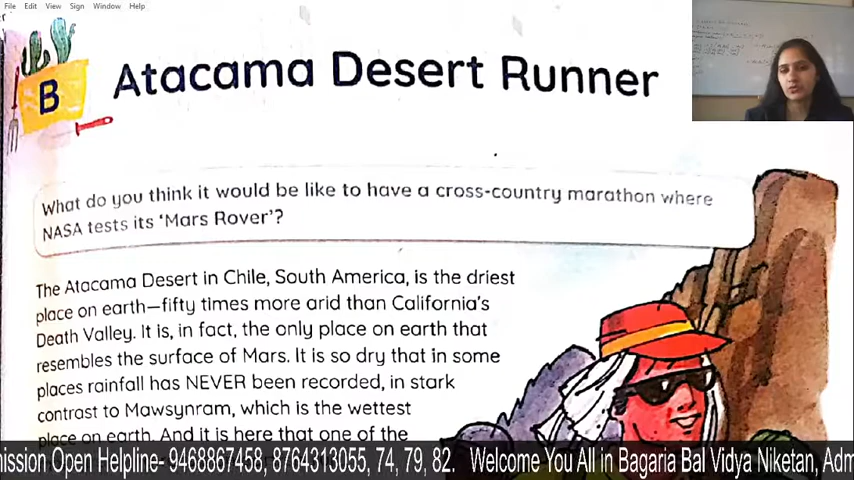 File Edit View Sign Window Help
B
Atacama Desert Runner
What do you think it would be like to have a cross-country marathon where
NASA tests its ‘Mars Rover’?
The Atacama Desert in Chile, South America, is the driest
place on earth—fifty times more arid than California's
Death Valley. It is, in fact, the only place on earth that
resembles the surface of Mars. It is so dry that in some
places rainfall has NEVER been recorded, in stark
contrast to Mawsynram, which is the wettest
place on earth. And it is here that one of the
ission Open Helpline- 9468867458, 8764313055, 74, 79, 82. Welcome You All in Bagaria Bal Vidya Niketan, Adm